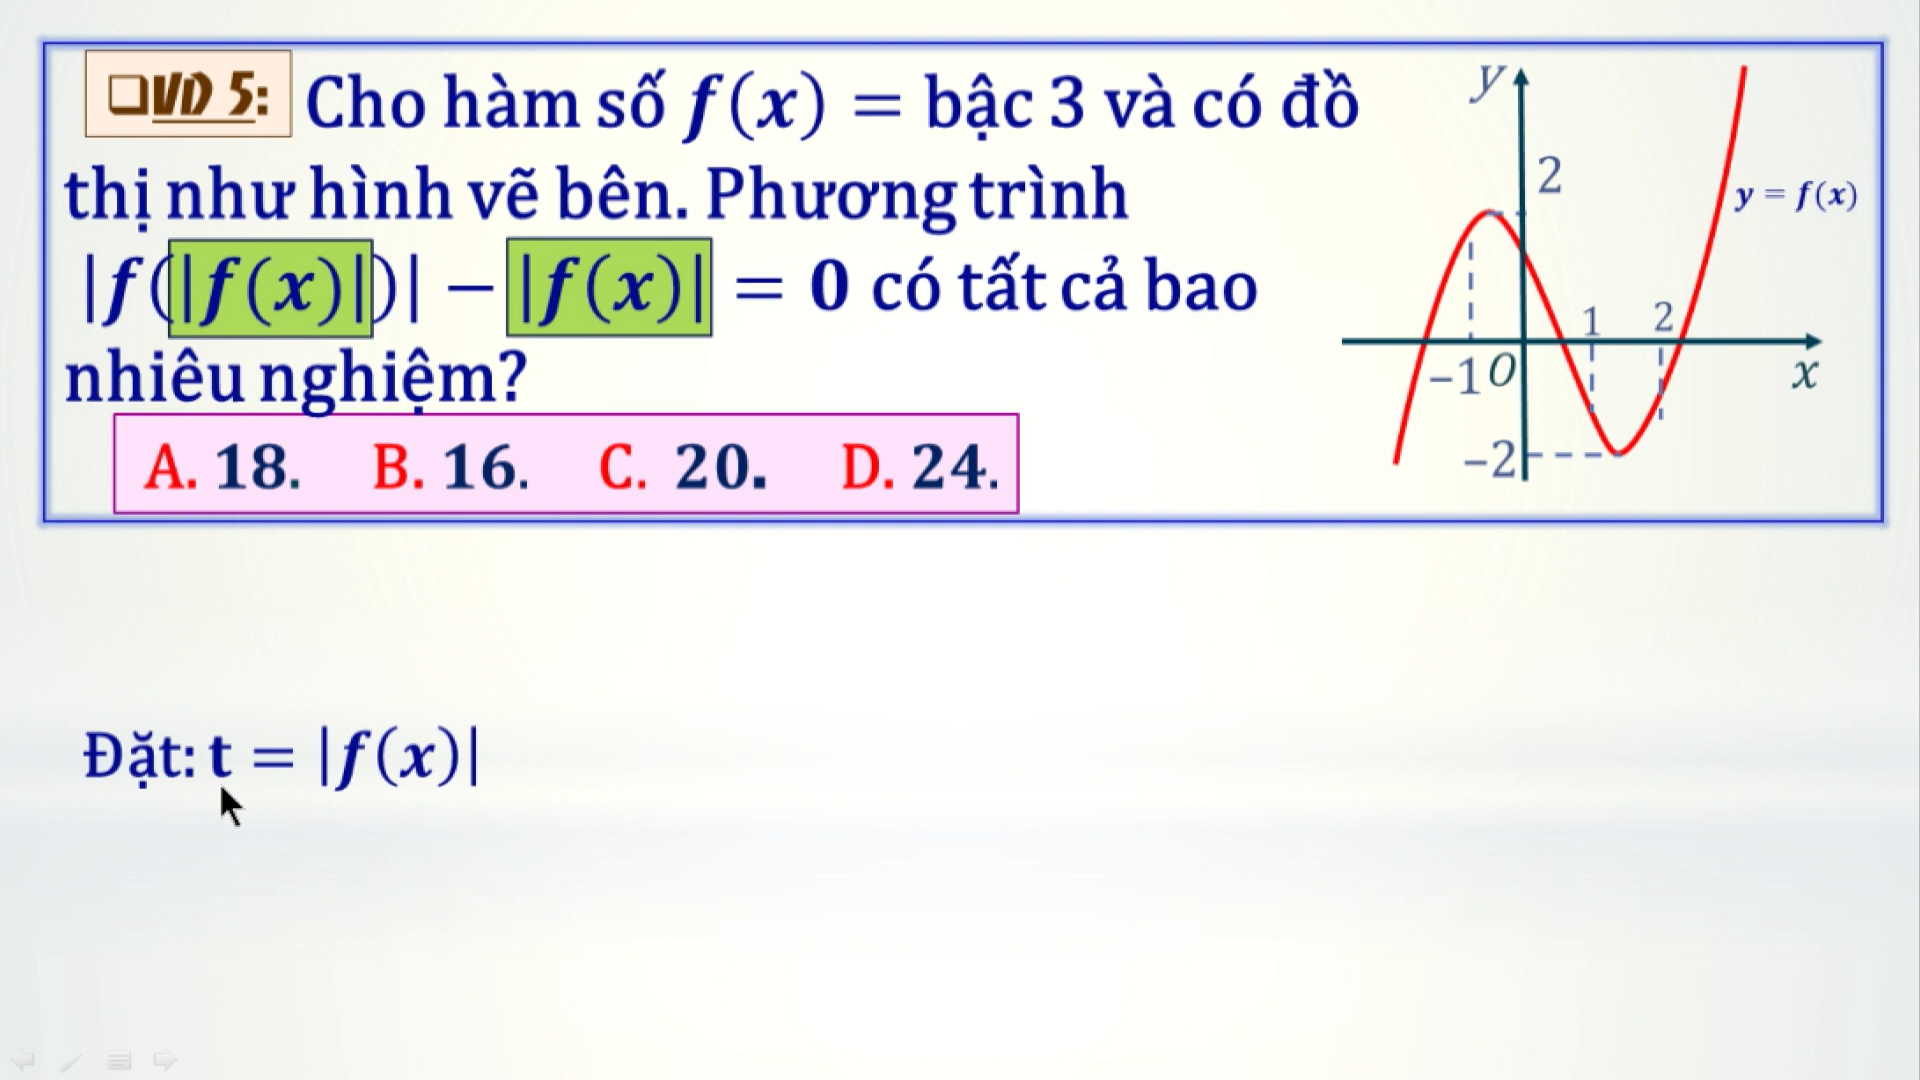 ❑VD 5: Cho hàm số f(x) = bậc 3 và có đồ
thị như hình vẽ bên. Phương trình
|f(|f(x)|)| − |f(x)| = 0 có tất cả bao
nhiêu nghiệm?
A. 18. B. 16. C. 20. D. 24.
y
2
y = f(x)
1
2
−1
O
x
−2
Đặt: t = |f(x)|